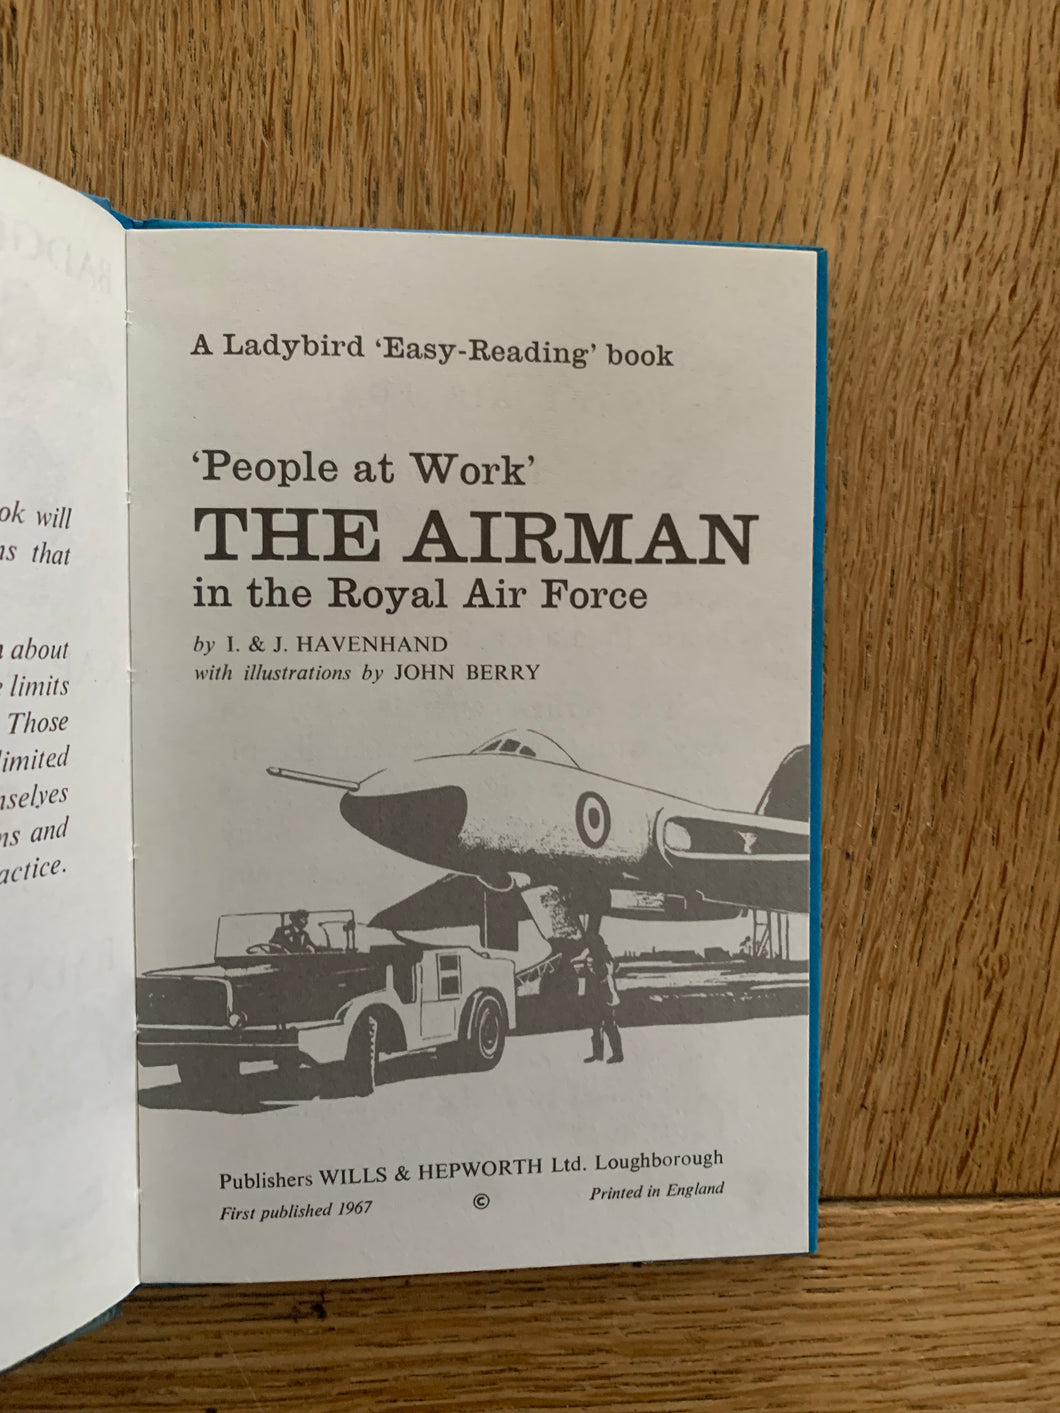 ok will
ns that
about
limits
Those
limited
mselves
ns and
actice.
A Ladybird ‘Easy-Reading’ book
‘People at Work’
THE AIRMAN
in the Royal Air Force
by I. & J. HAVENHAND
with illustrations by JOHN BERRY
Publishers WILLS & HEPWORTH Ltd. Loughborough
First published 1967 © Printed in England